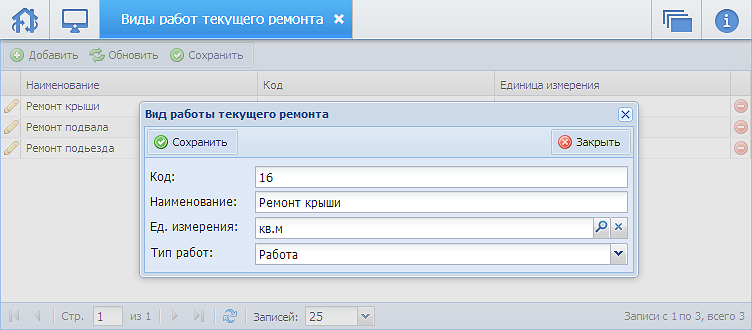 Виды работ текущего ремонта
Добавить Обновить Сохранить
Наименование Код Единица измерения
Ремонт крыши
Ремонт подвала
Ремонт подьезда
Вид работы текущего ремонта
Сохранить Закрыть
Код: 16
Наименование: Ремонт крыши
Ед. измерения: кв.м
Тип работ: Работа
Стр. 1 из 1 Записей: 25 Записи с 1 по 3, всего 3